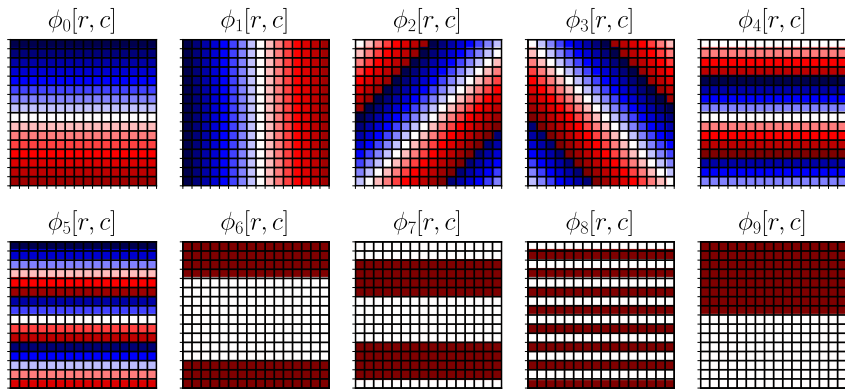 ϕ₀[r, c] ϕ₁[r, c] ϕ₂[r, c] ϕ₃[r, c] ϕ₄[r, c]
ϕ₅[r, c] ϕ₆[r, c] ϕ₇[r, c] ϕ₈[r, c] ϕ₉[r, c]